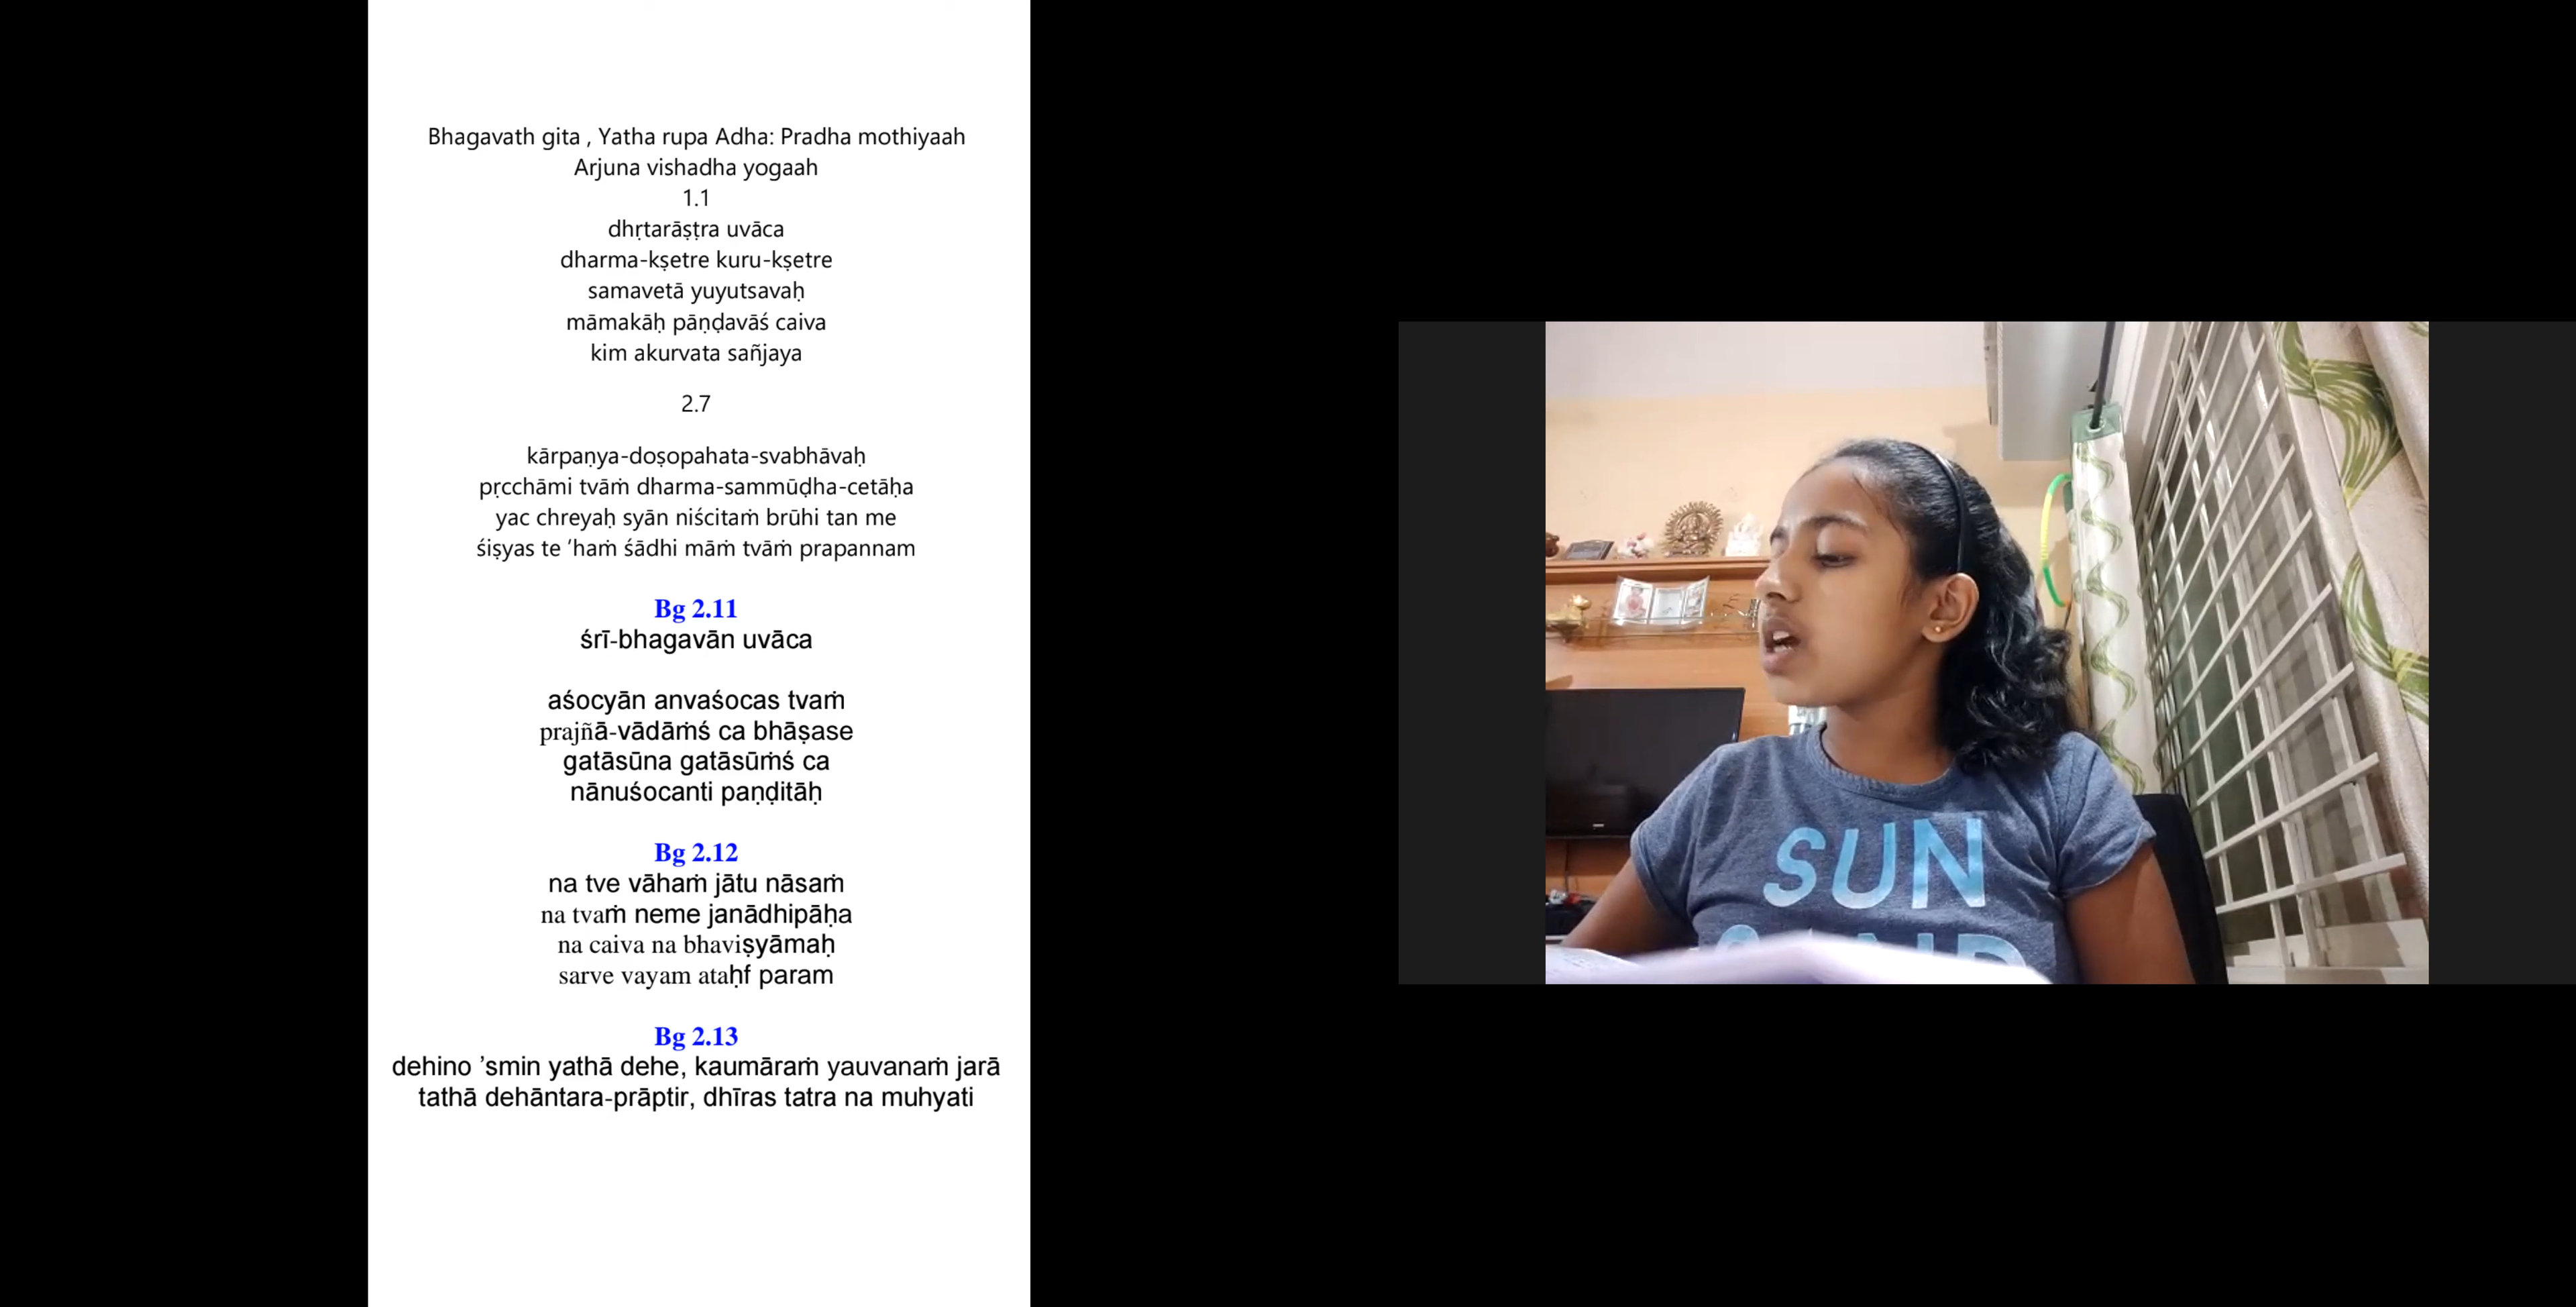 Bhagavath gita , Yatha rupa Adha: Pradha mothiyaah
Arjuna vishadha yogaah
1.1
dhṛtarāṣṭra uvāca
dharma-kṣetre kuru-kṣetre
samavetā yuyutsavaḥ
māmakāḥ pāṇḍavāś caiva
kim akurvata sañjaya
2.7
kārpaṇya-doṣopahata-svabhāvaḥ
pṛcchāmi tvāṁ dharma-sammūḍha-cetāḥa
yac chreyaḥ syān niścitaṁ brūhi tan me
śiṣyas te ’haṁ śādhi māṁ tvāṁ prapannam
Bg 2.11
śrī-bhagavān uvāca
aśocyān anvaśocas tvaṁ
prajñā-vādāṁś ca bhāṣase
gatāsūna gatāsūṁś ca
nānuśocanti paṇḍitāḥ
Bg 2.12
na tve vāhaṁ jātu nāsaṁ
na tvaṁ neme janādhipāḥa
na caiva na bhaviṣyāmaḥ
sarve vayam ataḥf param
Bg 2.13
dehino ’smin yathā dehe, kaumāraṁ yauvanaṁ jarā
tathā dehāntara-prāptir, dhīras tatra na muhyati
SUN